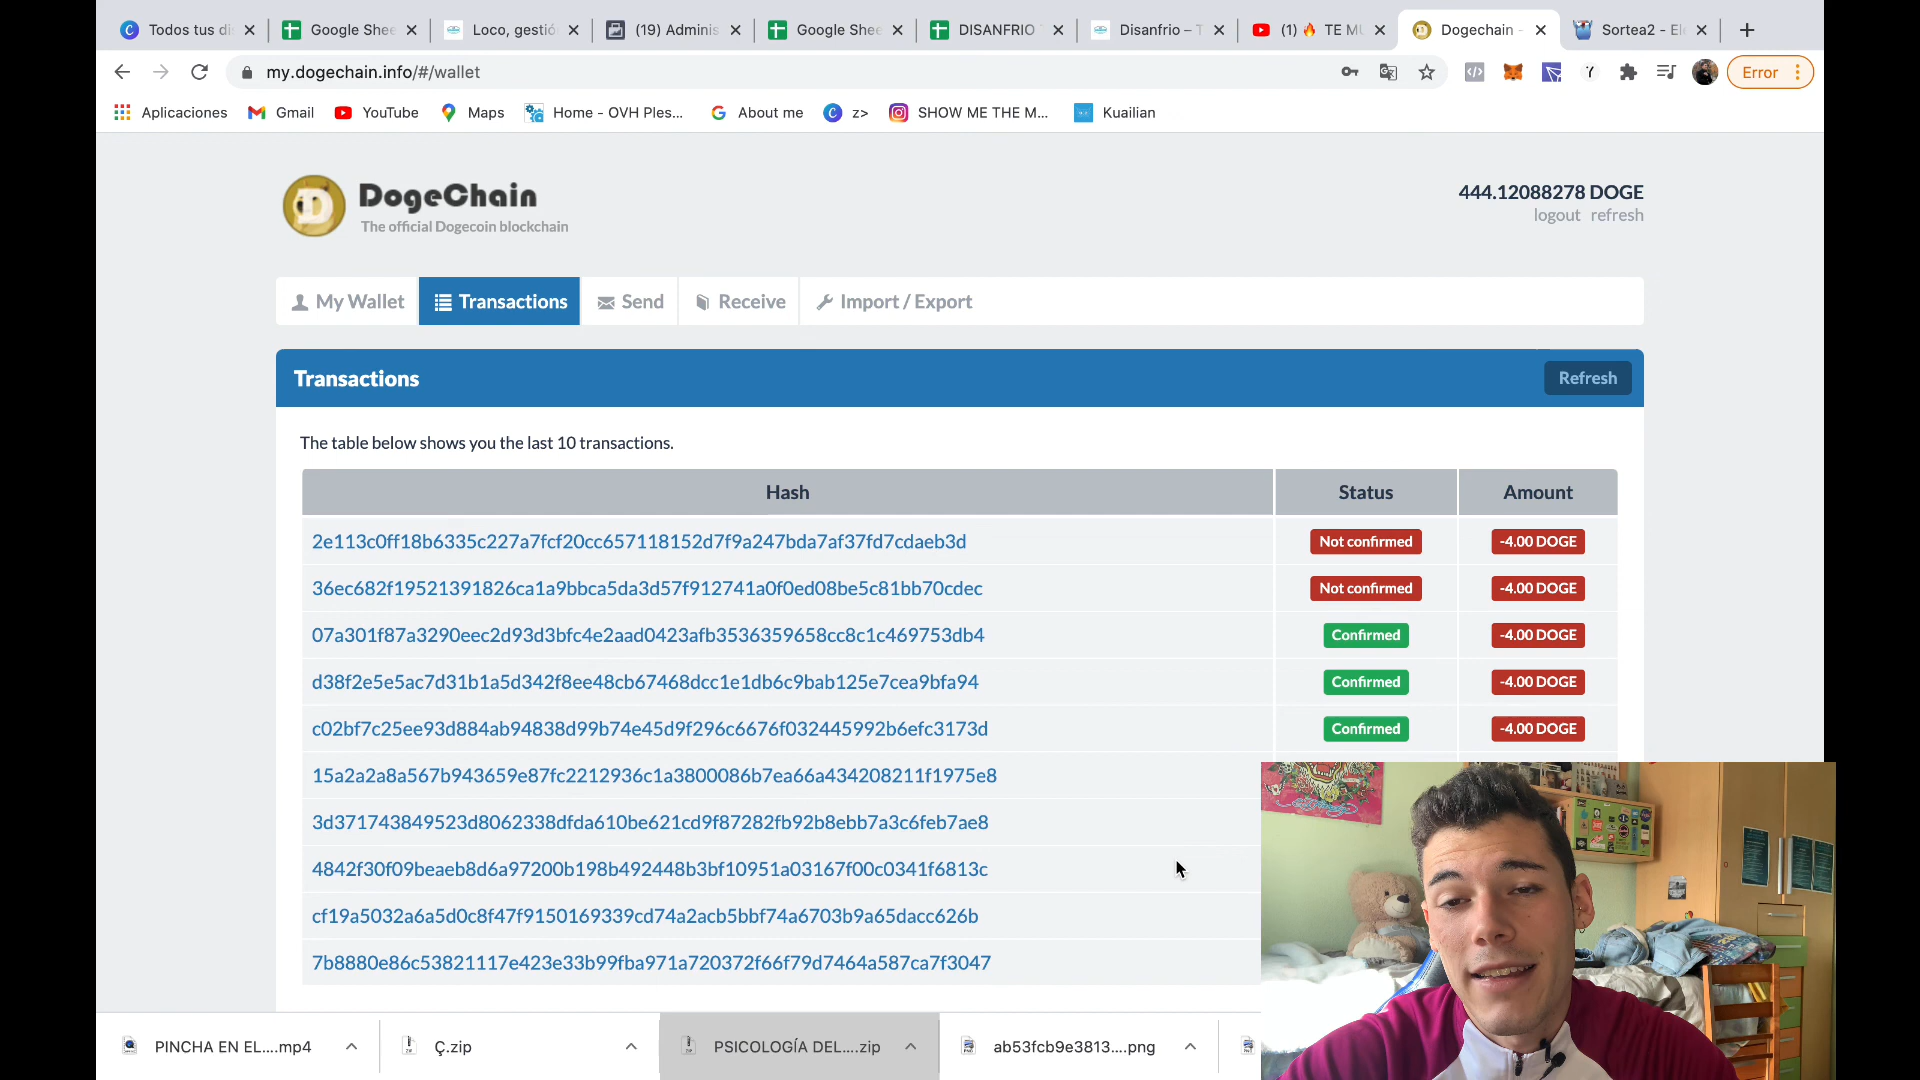 Todos tus di
Google Shee
Loco, gestió
(19) Adminis
Google Shee
DISANFRIO
Disanfrio – T
(1) 🔥 TE MU
Dogechain -
Sortea2 - Ele
my.dogechain.info/#/wallet
Error
Aplicaciones
Gmail
YouTube
Maps
Home - OVH Ples...
About me
z>
SHOW ME THE M...
Kuailian
DogeChain
The official Dogecoin blockchain
444.12088278 DOGE
logout refresh
My Wallet
Transactions
Send
Receive
Import / Export
Transactions
Refresh
The table below shows you the last 10 transactions.
Hash Status Amount
2e113c0ff18b6335c227a7fcf20cc657118152d7f9a247bda7af37fd7cdaeb3d Not confirmed -4.00 DOGE
36ec682f19521391826ca1a9bbca5da3d57f912741a0f0ed08be5c81bb70cdec Not confirmed -4.00 DOGE
07a301f87a3290eec2d93d3bfc4e2aad0423afb3536359658cc8c1c469753db4 Confirmed -4.00 DOGE
d38f2e5e5ac7d31b1a5d342f8ee48cb67468dcc1e1db6c9bab125e7cea9bfa94 Confirmed -4.00 DOGE
c02bf7c25ee93d884ab94838d99b74e45d9f296c6676f032445992b6efc3173d Confirmed -4.00 DOGE
15a2a2a8a567b943659e87fc2212936c1a3800086b7ea66a434208211f1975e8
3d371743849523d8062338dfda610be621cd9f87282fb92b8ebb7a3c6feb7ae8
4842f30f09beaeb8d6a97200b198b492448b3bf10951a03167f00c0341f6813c
cf19a5032a6a5d0c8f47f9150169339cd74a2acb5bbf74a6703b9a65dacc626b
7b8880e86c53821117e423e33b99fba971a720372f66f79d7464a587ca7f3047
PINCHA EN EL....mp4
Ç.zip
PSICOLOGÍA DEL....zip
ab53fcb9e3813....png